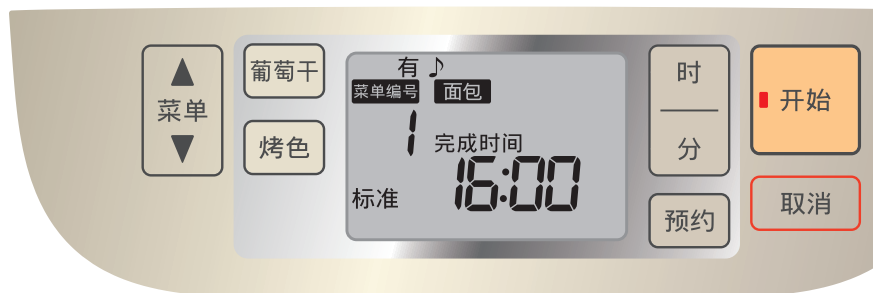 菜单
葡萄干
烤色
有♪
菜单编号 面包
1
完成时间
16:00
标准
时
分
预约
开始
取消